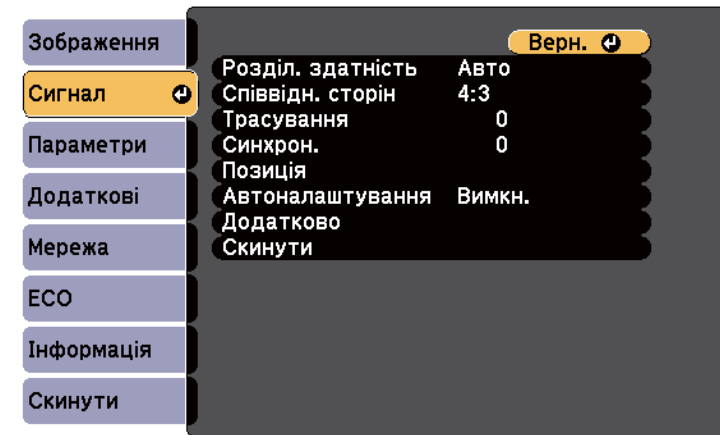 Зображення
Сигнал
Параметри
Додаткові
Мережа
ECO
Інформація
Скинути
Верн.
Розділ. здатність Авто
Співвідн. сторін 4:3
Трасування 0
Синхрон. 0
Позиція
Автоналаштування Вимкн.
Додатково
Скинути